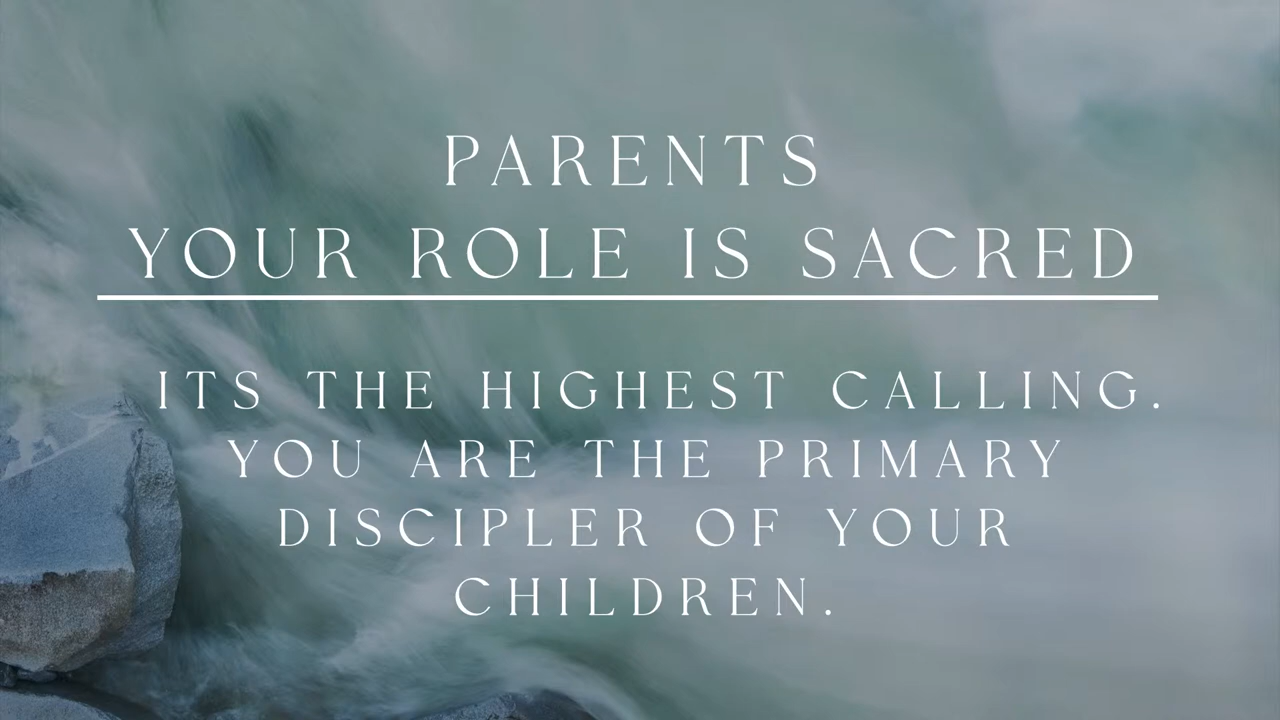 PARENTS
YOUR ROLE IS SACRED
ITS THE HIGHEST CALLING.
YOU ARE THE PRIMARY
DISCIPLER OF YOUR
CHILDREN.